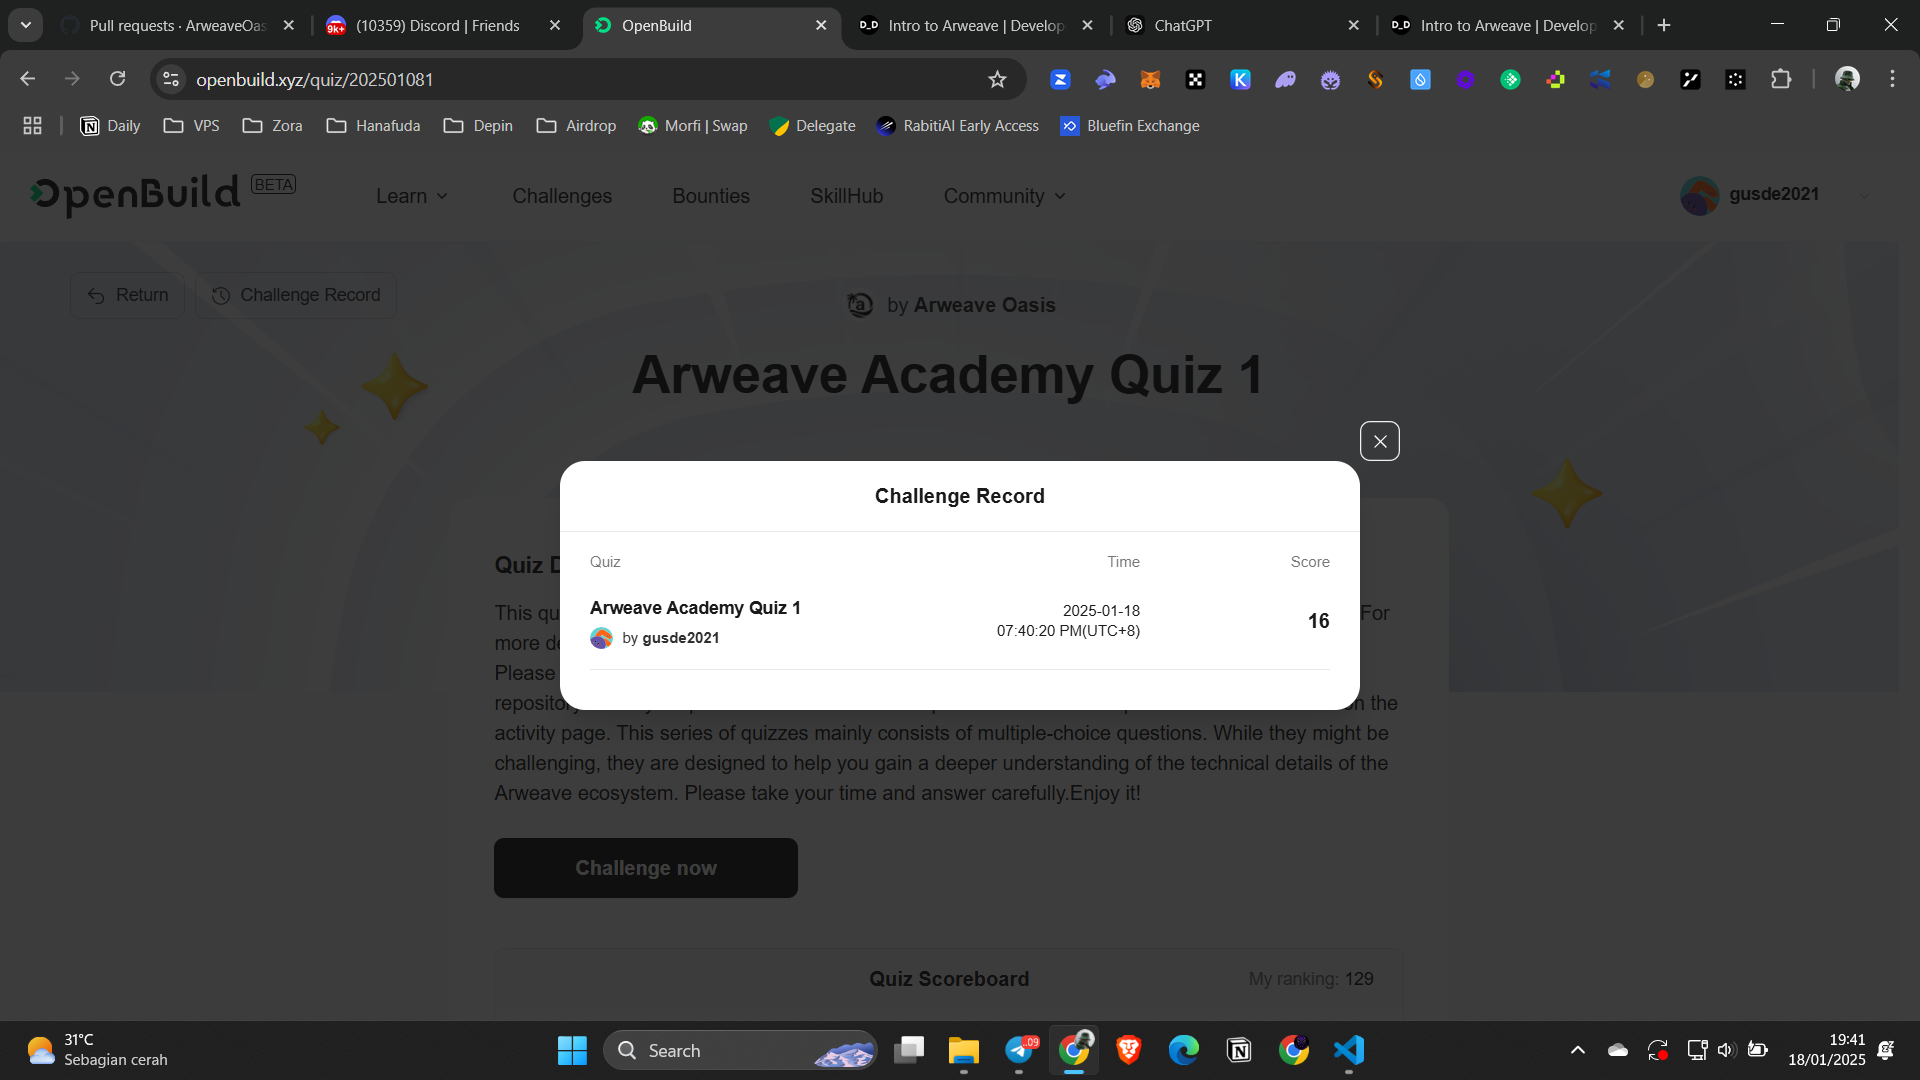 Pull requests · ArweaveOas
(10359) Discord | Friends
OpenBuild
Intro to Arweave | Develop
ChatGPT
Intro to Arweave | Develop
openbuild.xyz/quiz/202501081
Daily
VPS
Zora
Hanafuda
Depin
Airdrop
Morfi | Swap
Delegate
RabitiAI Early Access
Bluefin Exchange
OpenBuild BETA
Learn
Challenges
Bounties
SkillHub
Community
gusde2021
Return
Challenge Record
by Arweave Oasis
Arweave Academy Quiz 1
Challenge Record
Quiz Time Score
Arweave Academy Quiz 1
by gusde2021
2025-01-18
07:40:20 PM(UTC+8)
16
Quiz D
This qu For
more de
Please
repository on the
activity page. This series of quizzes mainly consists of multiple-choice questions. While they might be
challenging, they are designed to help you gain a deeper understanding of the technical details of the
Arweave ecosystem. Please take your time and answer carefully.Enjoy it!
Challenge now
Quiz Scoreboard
My ranking: 129
31°C
Sebagian cerah
Search
..09
19:41
18/01/2025